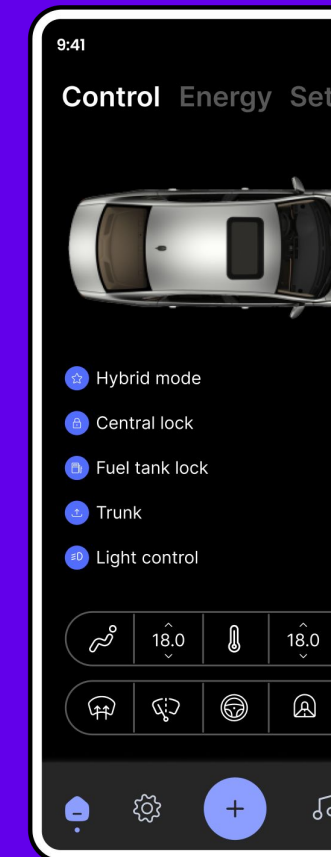 9:41
Control Energy Set
Hybrid mode
Central lock
Fuel tank lock
Trunk
Light control
18.0 18.0